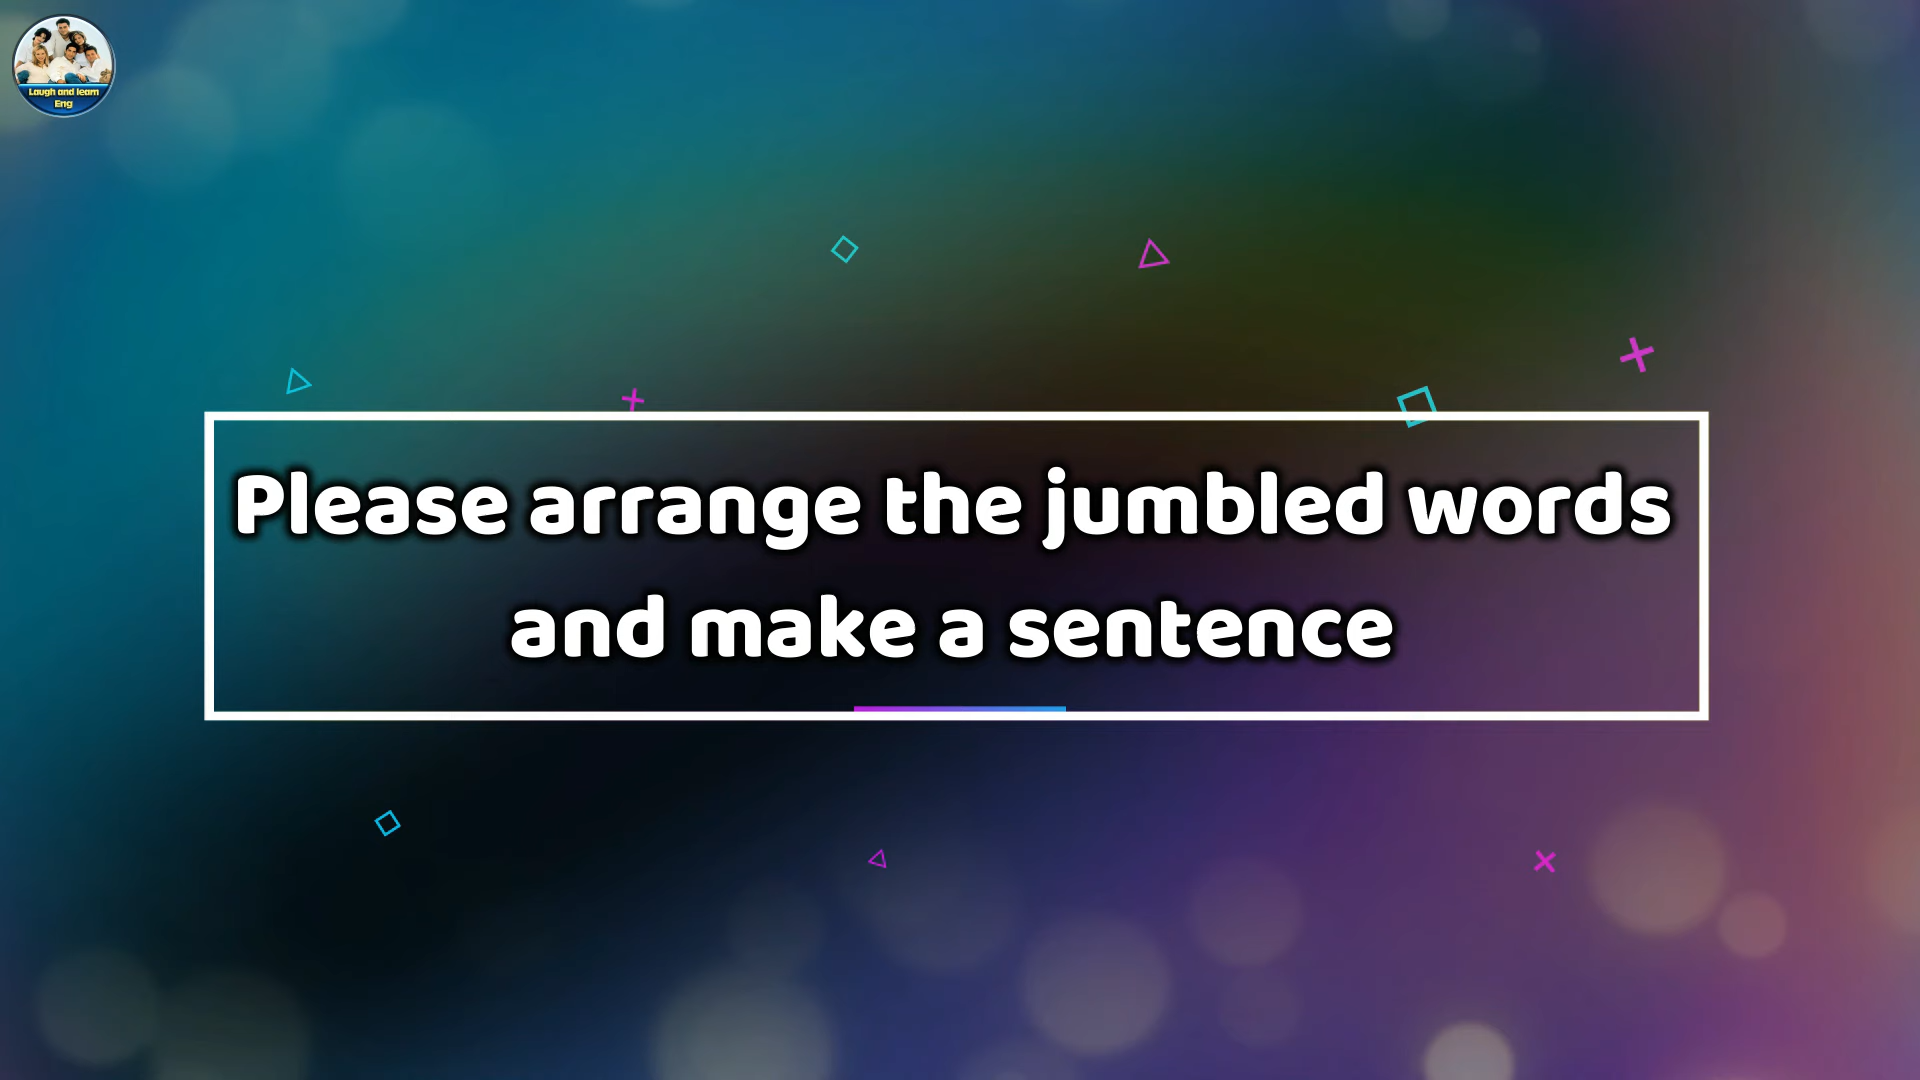 Laugh and learn
Eng
Please arrange the jumbled words
and make a sentence